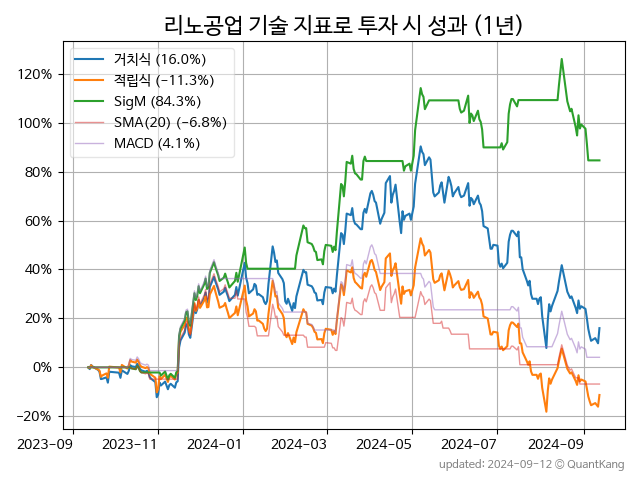 리노공업 기술 지표로 투자 시 성과 (1년)
거치식 (16.0%)
적립식 (−11.3%)
SigM (84.3%)
SMA(20) (−6.8%)
MACD (4.1%)
120%
100%
80%
60%
40%
20%
0%
−20%
2023-09
2023-11
2024-01
2024-03
2024-05
2024-07
2024-09
updated: 2024-09-12 ⓒ QuantKang